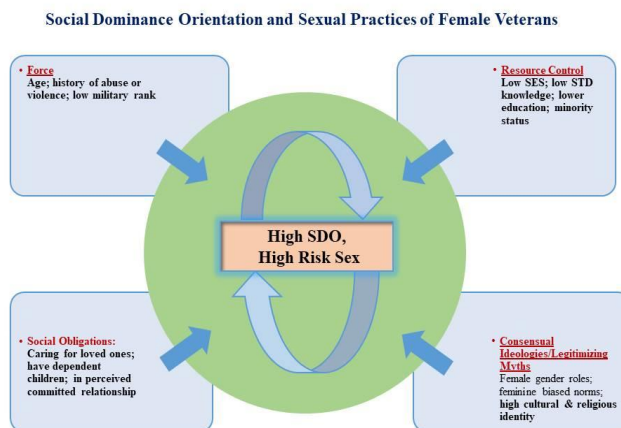 Social Dominance Orientation and Sexual Practices of Female Veterans
• Force
Age; history of abuse or
violence; low military rank
• Resource Control
Low SES; low STD
knowledge; lower
education; minority
status
High SDO,
High Risk Sex
• Social Obligations:
Caring for loved ones;
have dependent
children; in perceived
committed relationship
• Consensual
Ideologies/Legitimizing
Myths
Female gender roles;
feminine biased norms;
high cultural & religious
identity